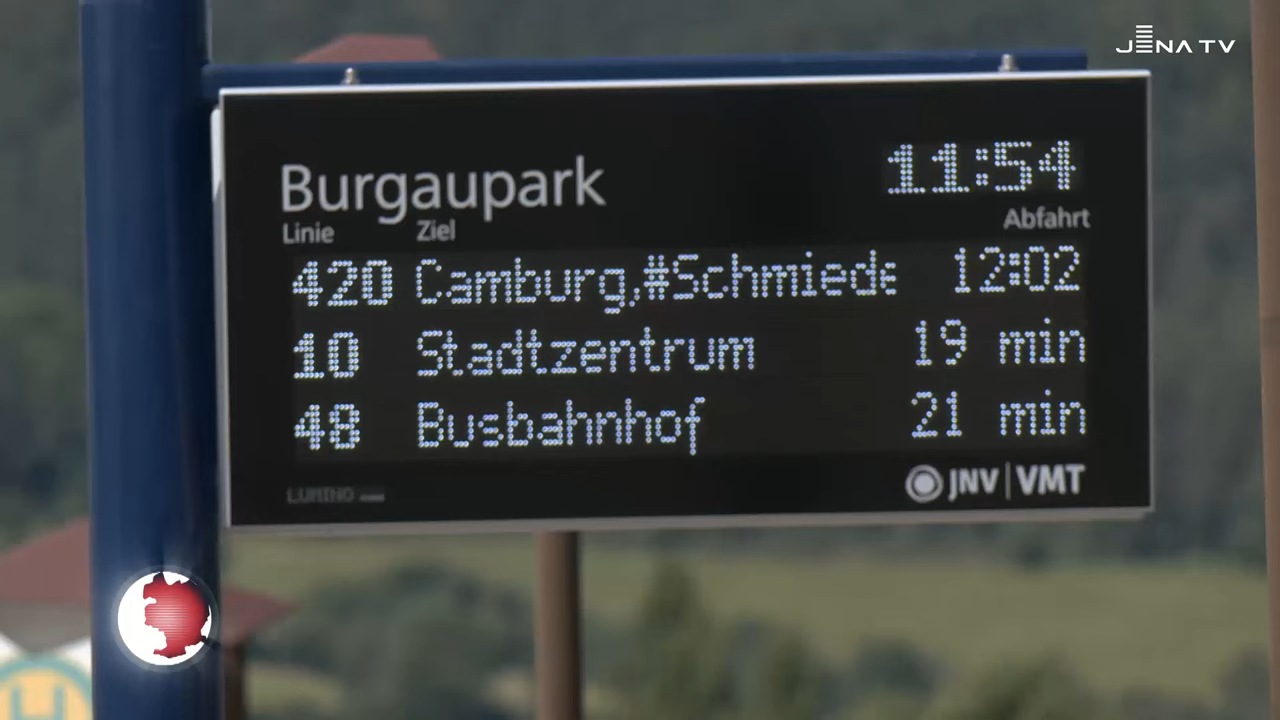 JENA TV
Burgaupark 11:54
Linie Ziel Abfahrt
420 Camburg,#Schmiede 12:02
10 Stadtzentrum 19 min
48 Busbahnhof 21 min
LUMINO
JNV | VMT
H